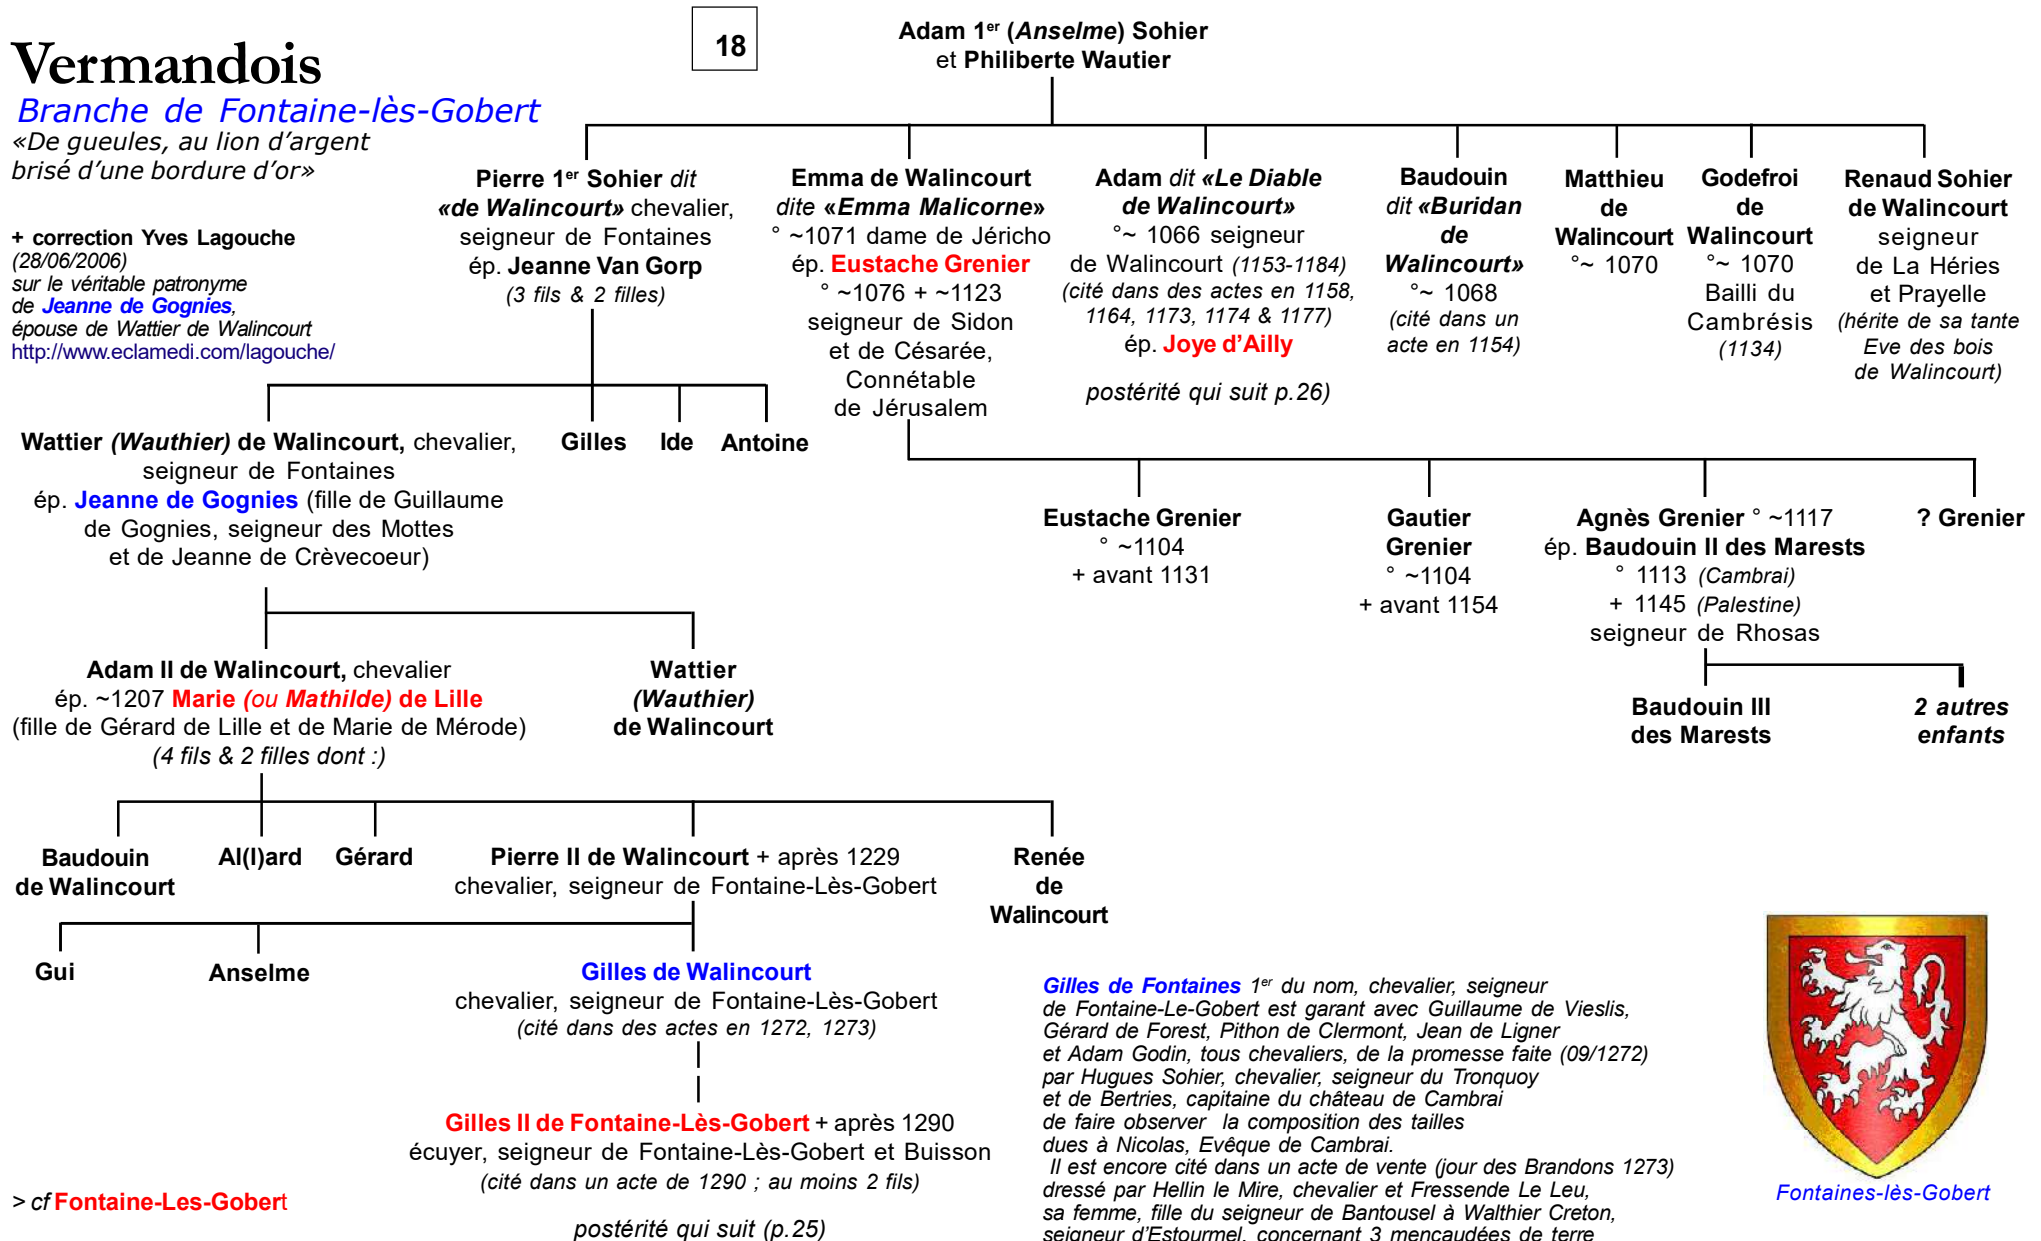 Vermandois
Branche de Fontaine-lès-Gobert
«De gueules, au lion d'argent
brisé d'une bordure d'or»
+ correction Yves Lagouche
(28/06/2006)
sur le véritable patronyme
de Jeanne de Gognies,
épouse de Wattier de Walincourt
http://www.eclamedi.com/lagouche/
18
Adam 1er (Anselme) Sohier
et Philiberte Wautier
Pierre 1er Sohier dit
«de Walincourt» chevalier,
seigneur de Fontaines
ép. Jeanne Van Gorp
(3 fils & 2 filles)
Emma de Walincourt
dite «Emma Malicorne»
° ~1071 dame de Jéricho
ép. Eustache Grenier
° ~1076 + ~1123
seigneur de Sidon
et de Césarée,
Connétable
de Jérusalem
Adam dit «Le Diable
de Walincourt»
°~ 1066 seigneur
de Walincourt (1153-1184)
(cité dans des actes en 1158,
1164, 1173, 1174 & 1177)
ép. Joye d'Ailly
postérité qui suit p.26)
Baudouin
dit «Buridan
de
Walincourt»
°~ 1068
(cité dans un
acte en 1154)
Matthieu
de
Walincourt
°~ 1070
Godefroi
de
Walincourt
°~ 1070
Bailli du
Cambrésis
(1134)
Renaud Sohier
de Walincourt
seigneur
de La Héries
et Prayelle
(hérite de sa tante
Eve des bois
de Walincourt)
Wattier (Wauthier) de Walincourt, chevalier,
seigneur de Fontaines
ép. Jeanne de Gognies (fille de Guillaume
de Gognies, seigneur des Mottes
et de Jeanne de Crèvecoeur)
Gilles
Ide
Antoine
Eustache Grenier
° ~1104
+ avant 1131
Gautier
Grenier
° ~1104
+ avant 1154
Agnès Grenier ° ~1117
ép. Baudouin II des Marests
° 1113 (Cambrai)
+ 1145 (Palestine)
seigneur de Rhosas
? Grenier
Adam II de Walincourt, chevalier
ép. ~1207 Marie (ou Mathilde) de Lille
(fille de Gérard de Lille et de Marie de Mérode)
(4 fils & 2 filles dont :)
Wattier
(Wauthier)
de Walincourt
Baudouin III
des Marests
2 autres
enfants
Baudouin
de Walincourt
Al(l)ard
Gérard
Pierre II de Walincourt + après 1229
chevalier, seigneur de Fontaine-Lès-Gobert
Renée
de
Walincourt
Gui
Anselme
Gilles de Walincourt
chevalier, seigneur de Fontaine-Lès-Gobert
(cité dans des actes en 1272, 1273)
Gilles II de Fontaine-Lès-Gobert + après 1290
écuyer, seigneur de Fontaine-Lès-Gobert et Buisson
(cité dans un acte de 1290 ; au moins 2 fils)
postérité qui suit (p.25)
> cf Fontaine-Les-Gobert
Gilles de Fontaines 1er du nom, chevalier, seigneur
de Fontaine-Le-Gobert est garant avec Guillaume de Vieslis,
Gérard de Forest, Pithon de Clermont, Jean de Ligner
et Adam Godin, tous chevaliers, de la promesse faite (09/1272)
par Hugues Sohier, chevalier, seigneur du Tronquoy
et de Bertries, capitaine du château de Cambrai
de faire observer la composition des tailles
dues à Nicolas, Evêque de Cambrai.
Il est encore cité dans un acte de vente (jour des Brandons 1273)
dressé par Hellin le Mire, chevalier et Fressende Le Leu,
sa femme, fille du seigneur de Bantousel à Walthier Creton,
seigneur d'Estourmel, concernant 3 mencaudées de terre
Fontaines-lès-Gobert